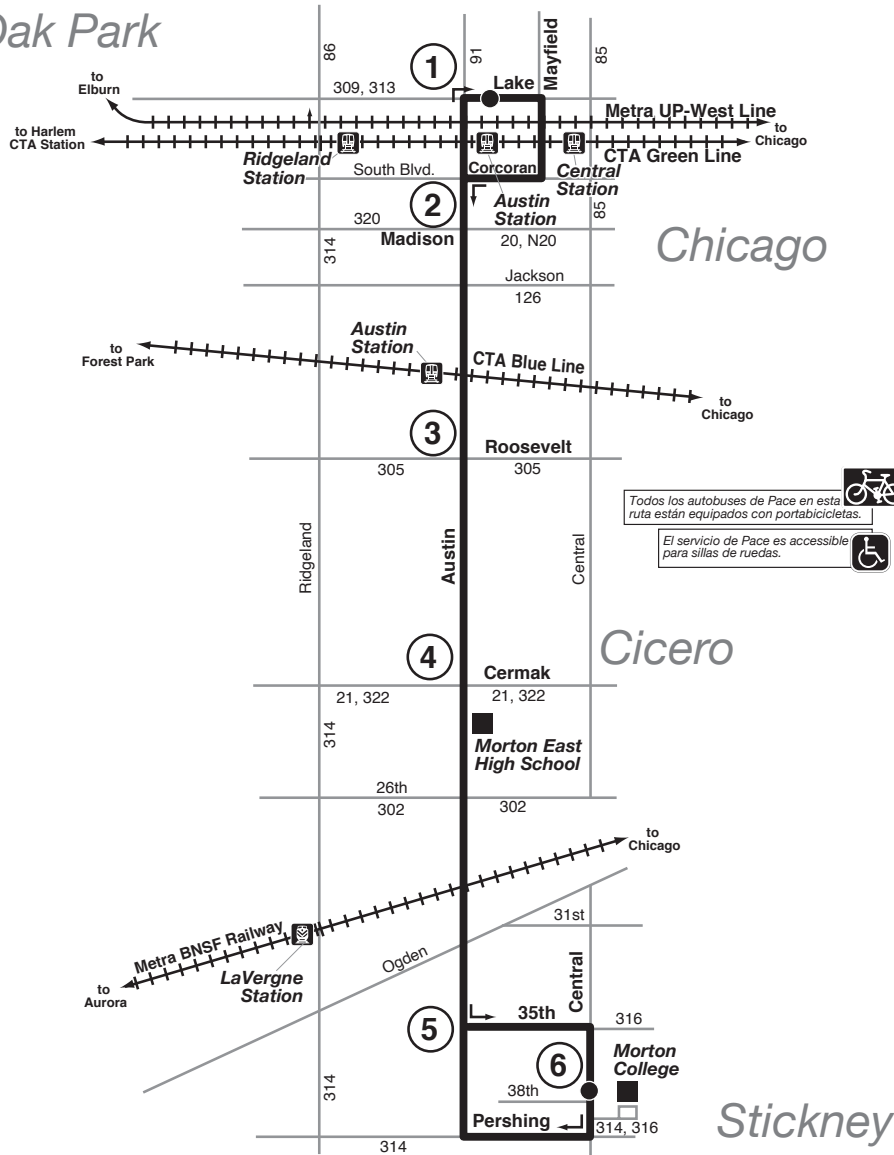 Oak Park
86
91
Mayfield
85
1
Lake
to
Elburn
309, 313
Metra UP-West Line
to Harlem
CTA Station
to
Chicago
Ridgeland
Station
CTA Green Line
South Blvd.
Corcoran
Central
Station
Austin
Station
2
85
320
Madison
20, N20
314
Chicago
Jackson
126
Austin
Station
to
Forest Park
CTA Blue Line
to
Chicago
3
Roosevelt
305
305
Todos los autobuses de Pace en esta
ruta están equipados con portabicicletas.
El servicio de Pace es accessible
para sillas de ruedas.
Ridgeland
Austin
Central
4
Cicero
Cermak
21, 322
21, 322
314
Morton East
High School
26th
302
302
to
Chicago
31st
Metra BNSF Railway
Ogden
LaVergne
Station
to
Aurora
Central
5
35th
316
6
Morton
College
38th
314
Pershing
314, 316
Stickney
314